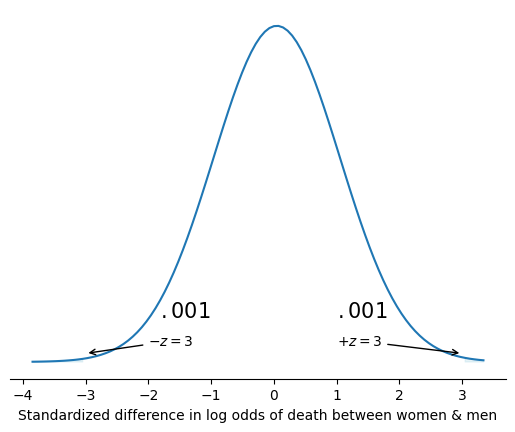 .001 .001
−z = 3 +z = 3
−4 −3 −2 −1 0 1 2 3
Standardized difference in log odds of death between women & men